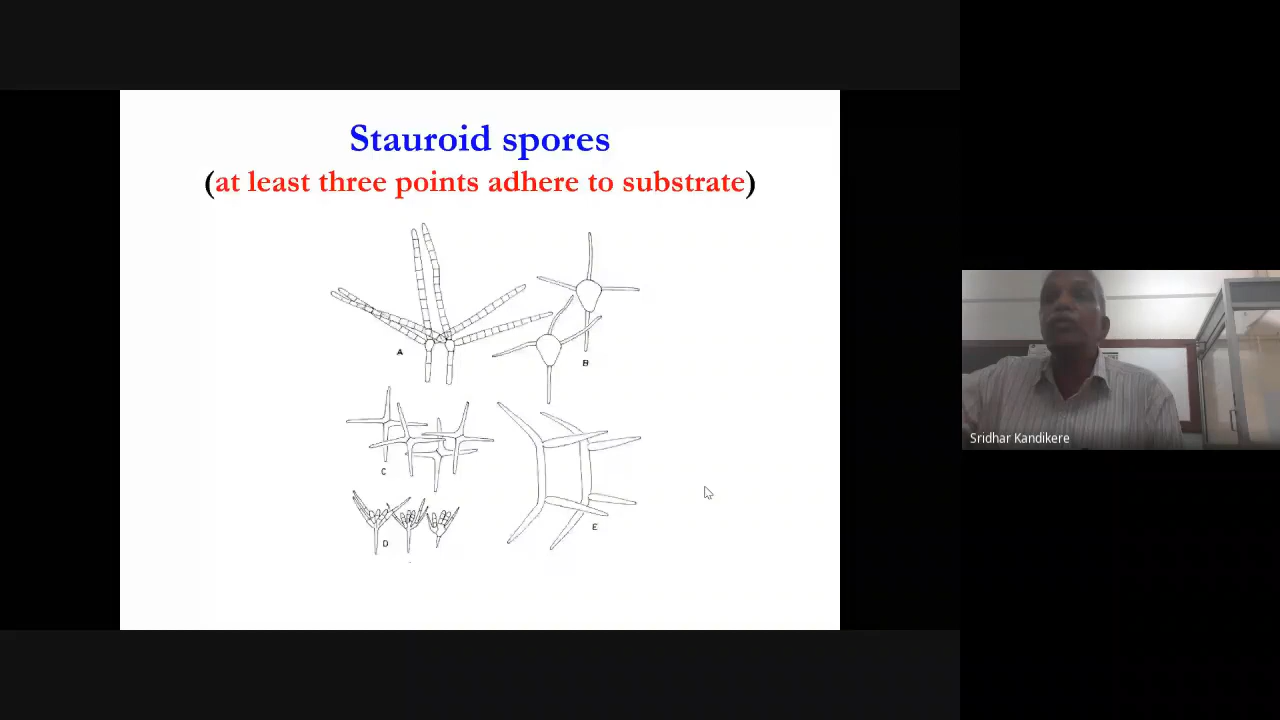 Stauroid spores
(at least three points adhere to substrate)
A
B
C
D
E
Sridhar Kandikere